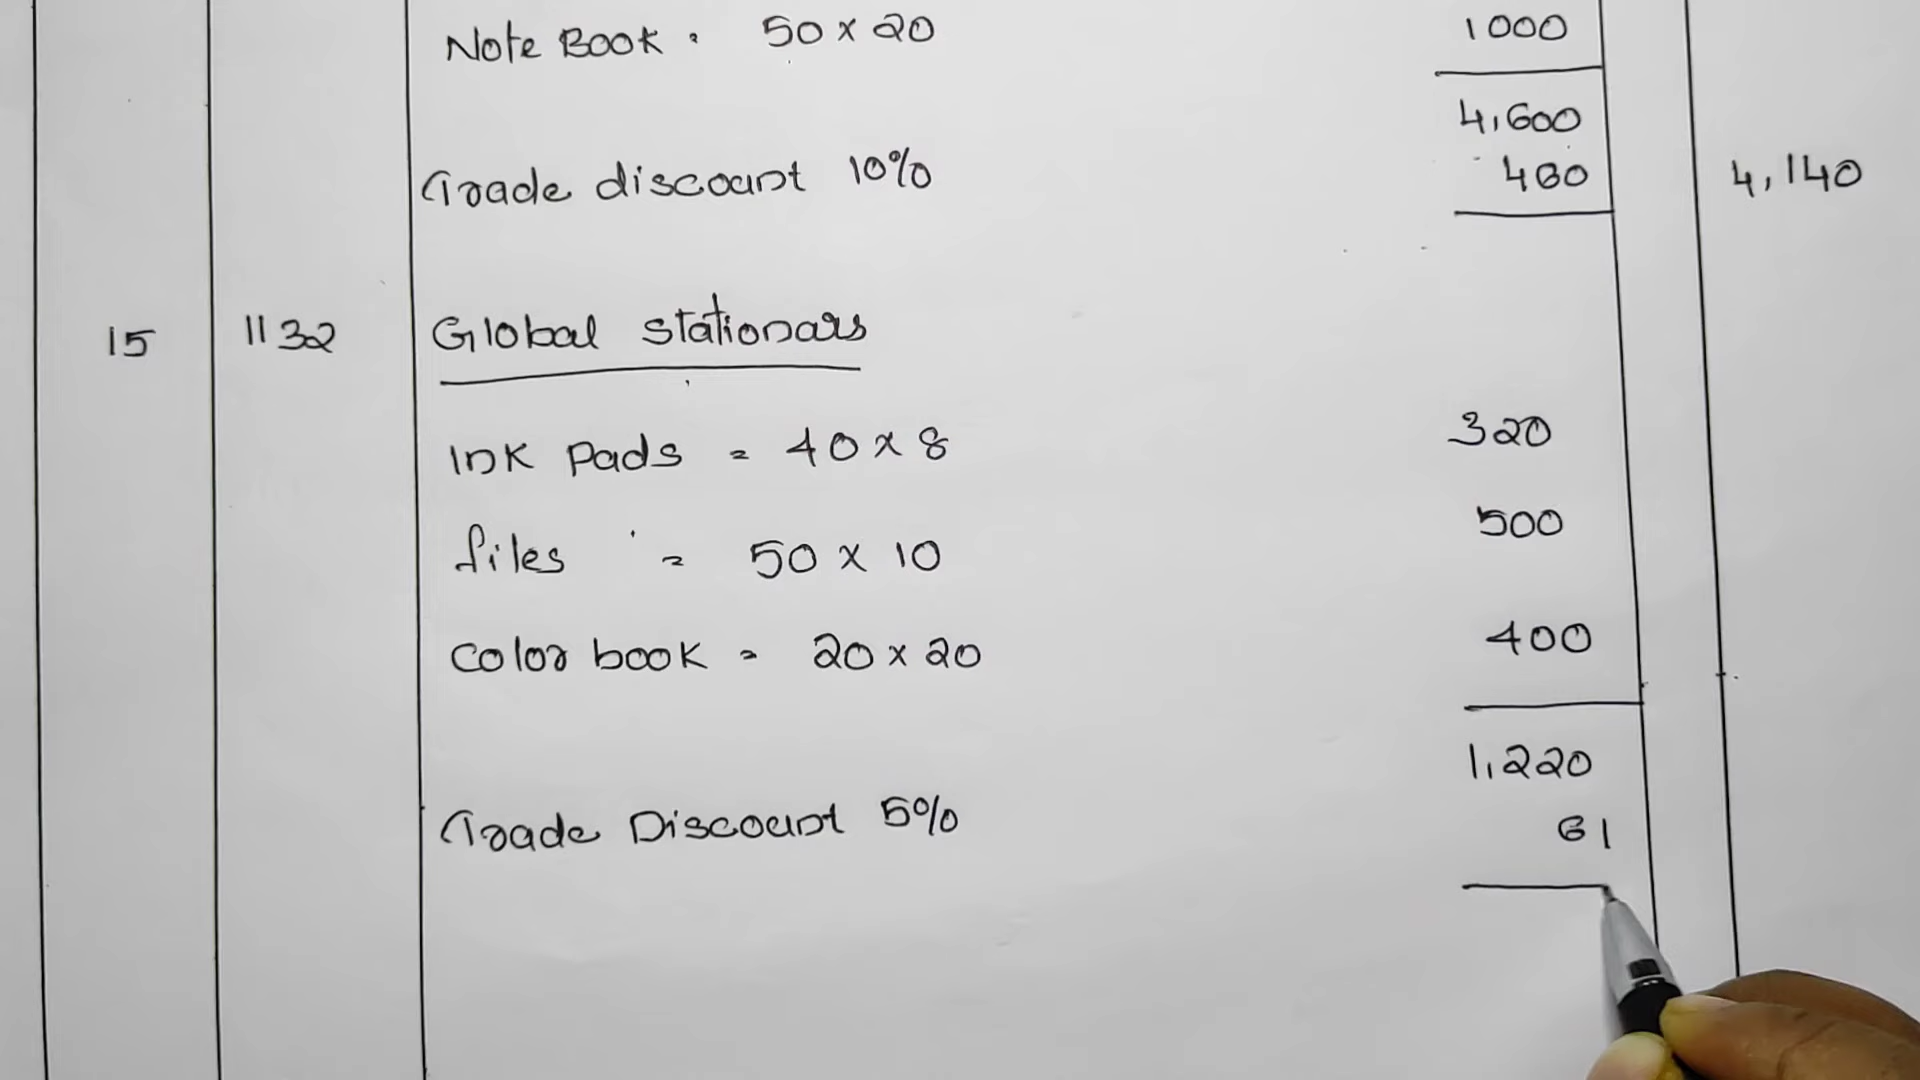 Note Book = 50 x 20 1000
4,600
Trade discount 10% 460 4,140
15 1132 Global Stationars
Ink Pads = 40 x 8 320
files = 50 x 10 500
color book = 20 x 20 400
1,220
Trade Discount 5% 61